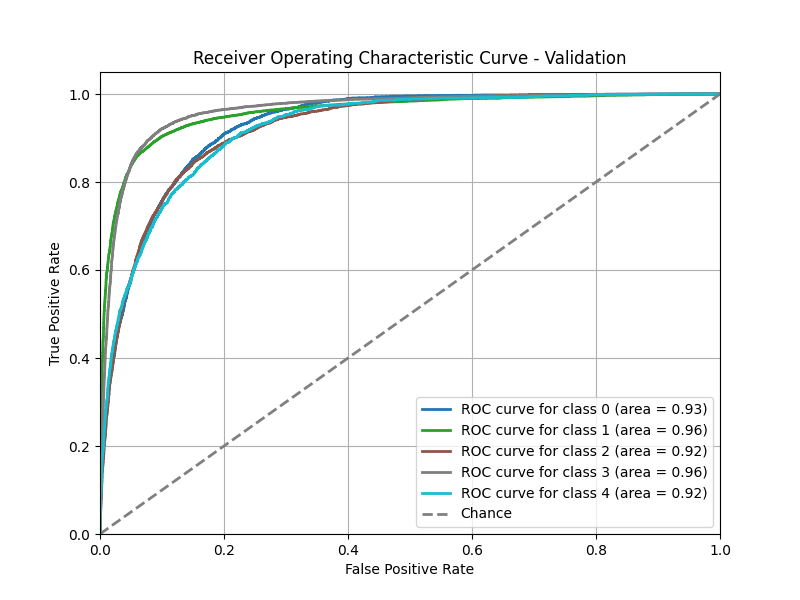 Receiver Operating Characteristic Curve - Validation
1.0
0.8
0.6
0.4
0.2
0.0
True Positive Rate
ROC curve for class 0 (area = 0.93)
ROC curve for class 1 (area = 0.96)
ROC curve for class 2 (area = 0.92)
ROC curve for class 3 (area = 0.96)
ROC curve for class 4 (area = 0.92)
Chance
0.0 0.2 0.4 0.6 0.8 1.0
False Positive Rate